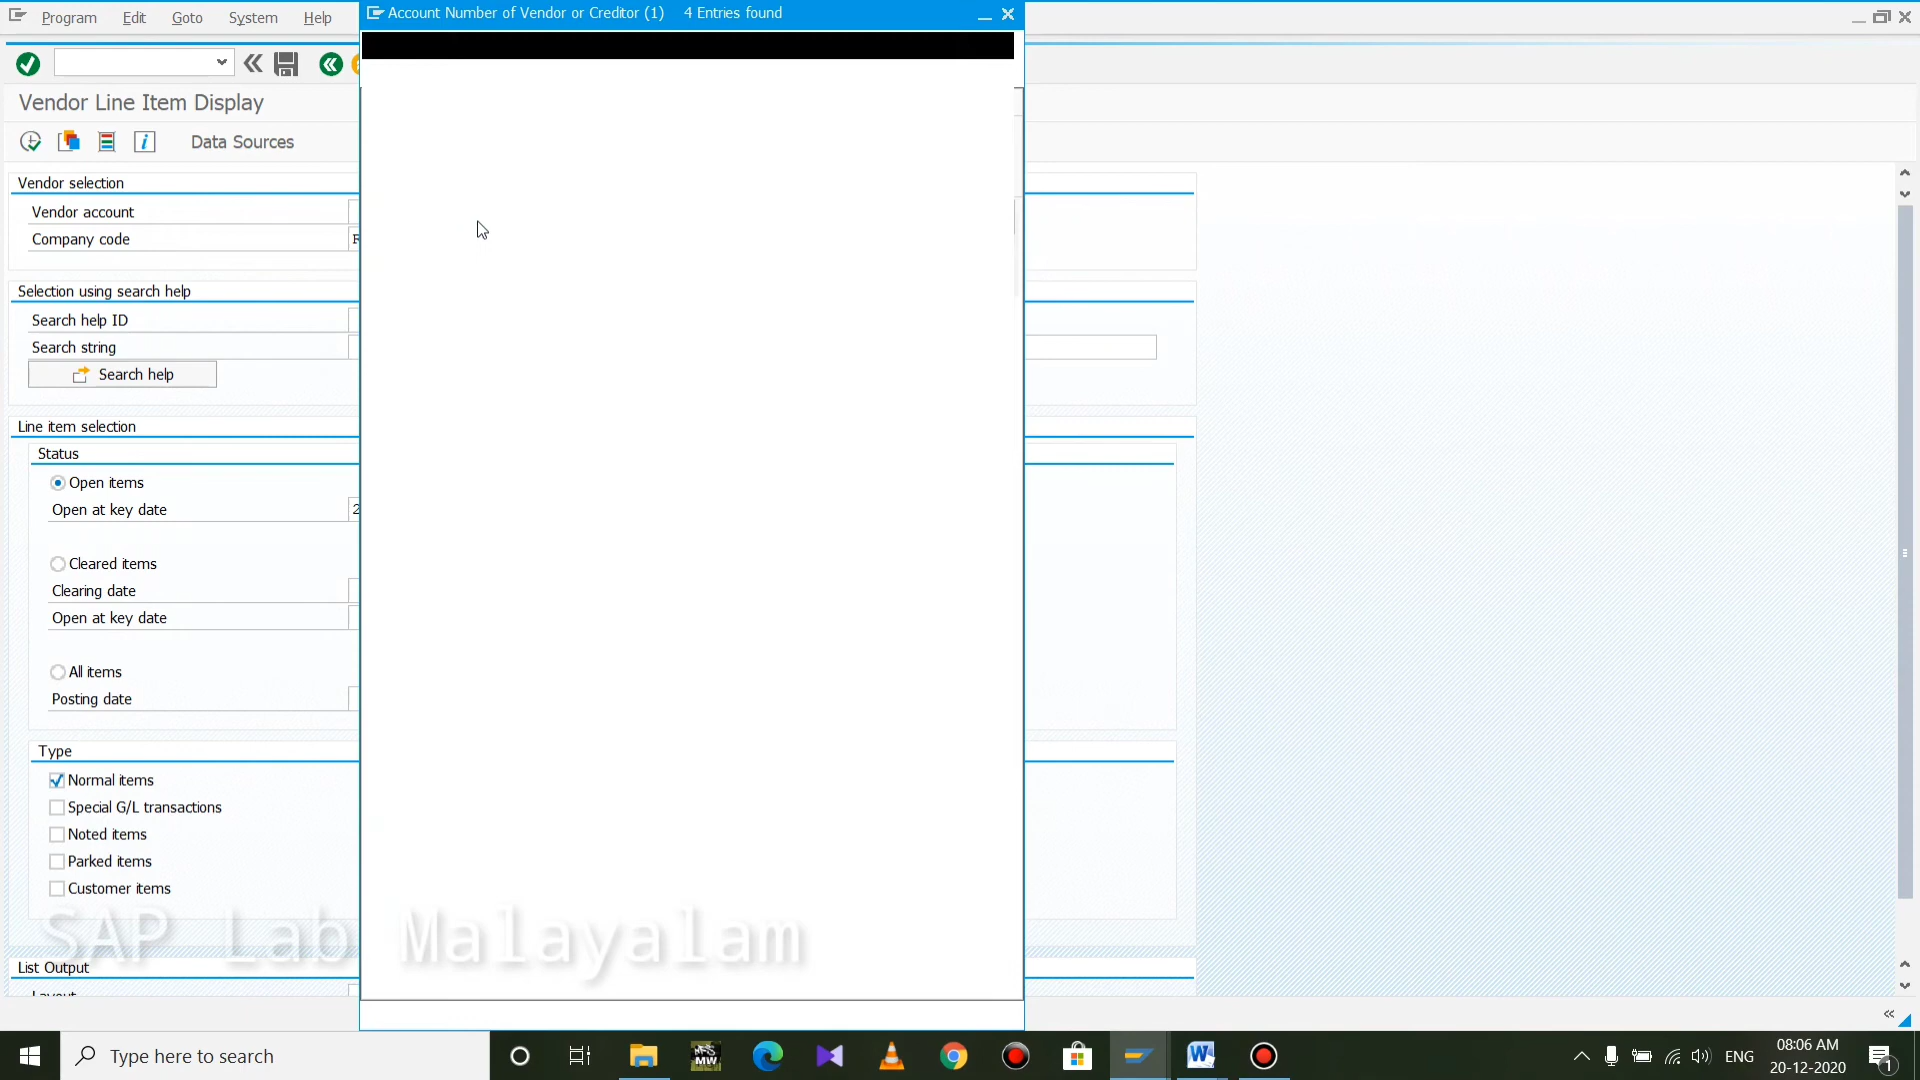 Program Edit Goto System Help
Account Number of Vendor or Creditor (1) 4 Entries found
Vendor Line Item Display
Data Sources
Vendor selection
Vendor account
Company code
Selection using search help
Search help ID
Search string
Search help
Line item selection
Status
Open items
Open at key date 2
Cleared items
Clearing date
Open at key date
All items
Posting date
Type
Normal items
Special G/L transactions
Noted items
Parked items
Customer items
SAP Lab Malayalam
List Output
Layout
Type here to search
MW
ENG
08:06 AM
20-12-2020
1